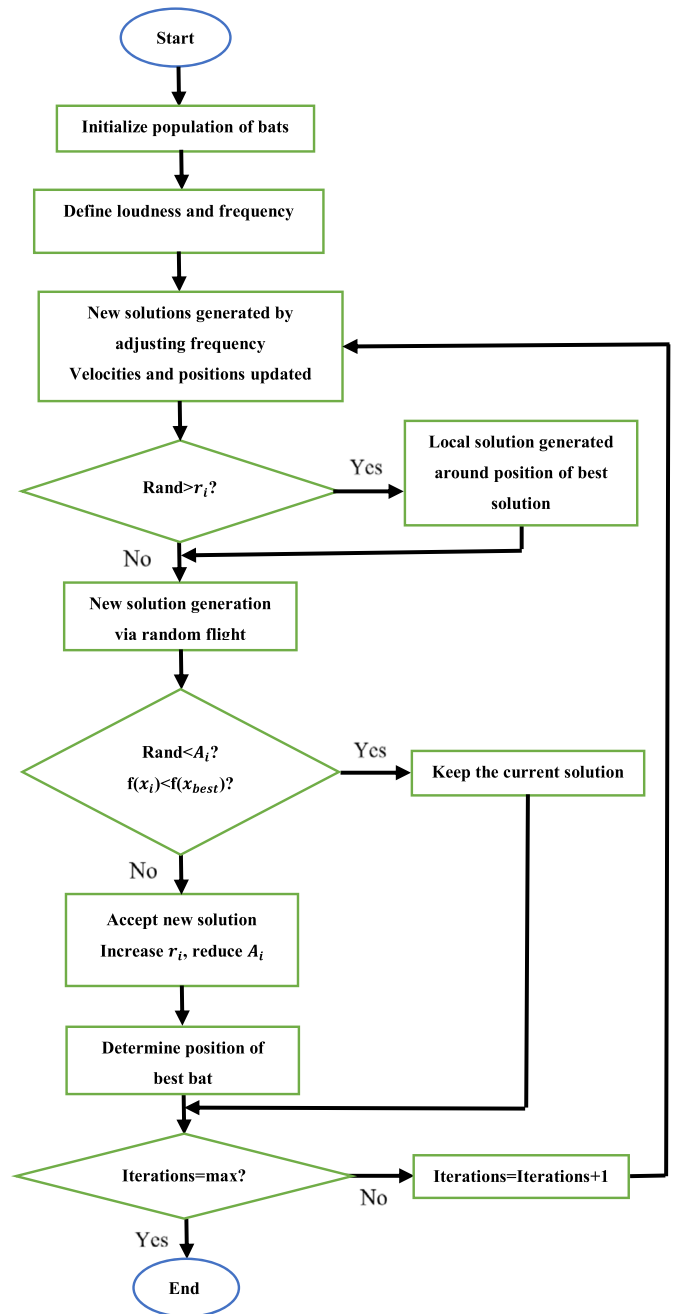 Start
Initialize population of bats
Define loudness and frequency
New solutions generated by
adjusting frequency
Velocities and positions updated
Rand>rᵢ?
Yes
Local solution generated
around position of best
solution
No
New solution generation
via random flight
Rand<Aᵢ?
f(xᵢ)<f(x_best)?
Yes
Keep the current solution
No
Accept new solution
Increase rᵢ, reduce Aᵢ
Determine position of
best bat
Iterations=max?
No
Iterations=Iterations+1
Yes
End